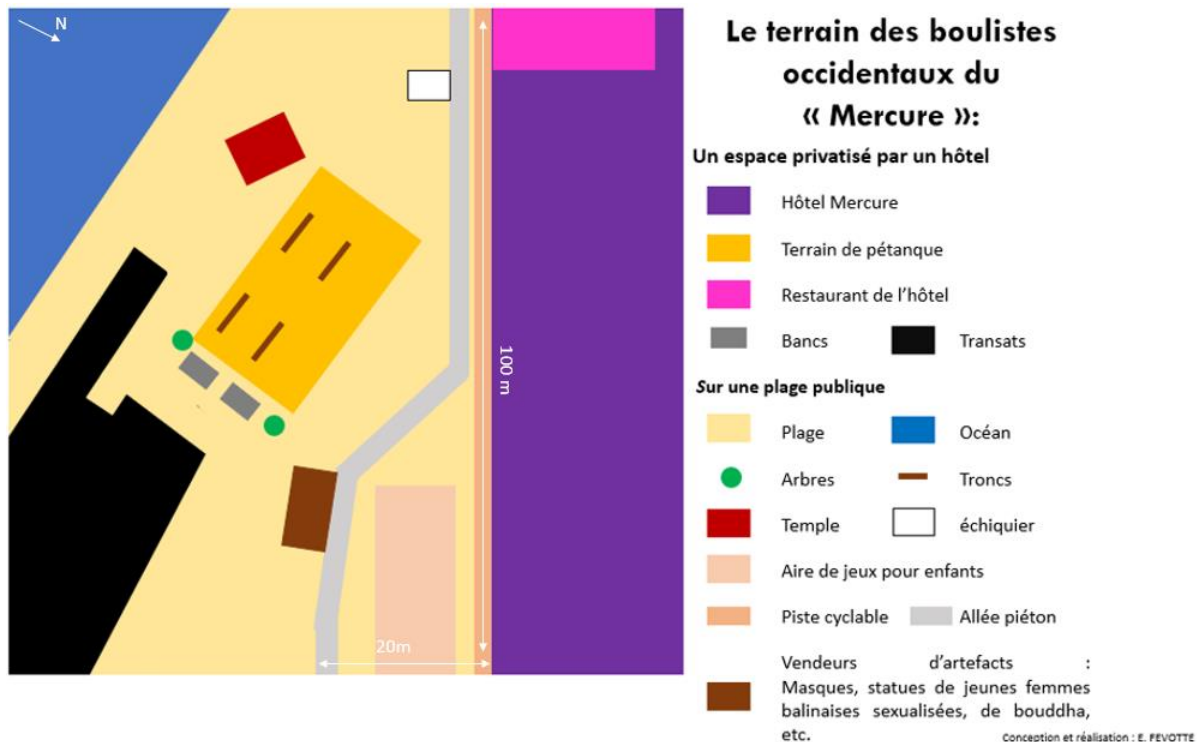 N
Le terrain des boulistes
occidentaux du
« Mercure »:
Un espace privatisé par un hôtel
Hôtel Mercure
Terrain de pétanque
Restaurant de l'hôtel
Bancs
Transats
Sur une plage publique
Plage
Océan
Arbres
Troncs
Temple
échiquier
Aire de jeux pour enfants
Piste cyclable
Allée piéton
Vendeurs d'artefacts :
Masques, statues de jeunes femmes
balinaises sexualisées, de bouddha,
etc.
100 m
20m
Conception et réalisation : E. FEVOTTE